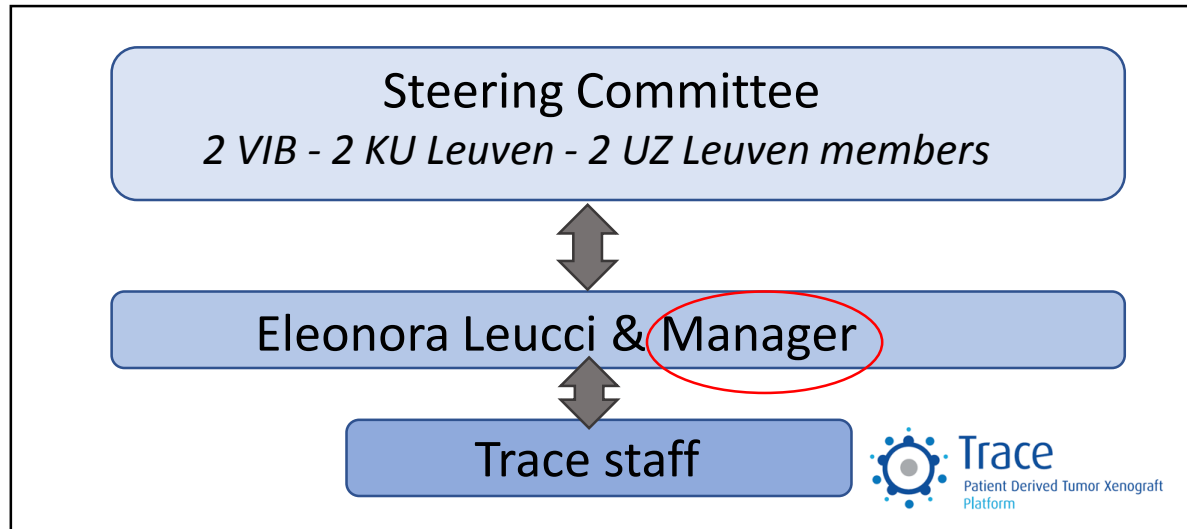 Steering Committee
2 VIB - 2 KU Leuven - 2 UZ Leuven members
Eleonora Leucci & Manager
Trace staff
Trace
Patient Derived Tumor Xenograft
Platform